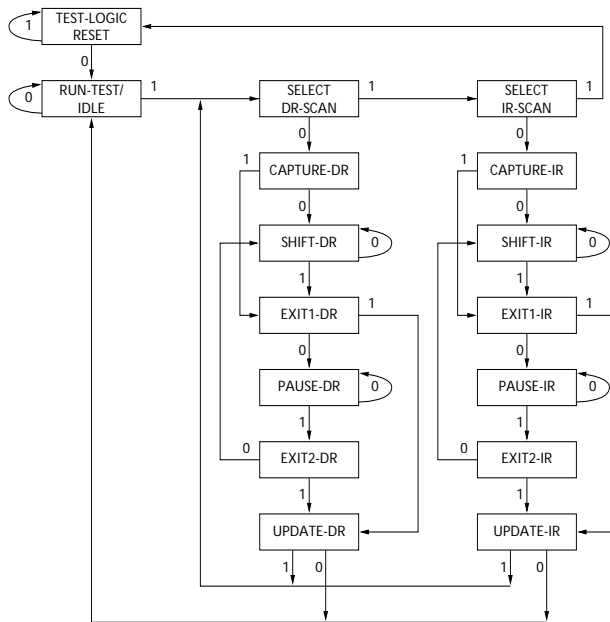 1
TEST-LOGIC
RESET
0
0
RUN-TEST/
IDLE
1
SELECT
DR-SCAN
1
SELECT
IR-SCAN
1
0
0
1
CAPTURE-DR
1
CAPTURE-IR
0
0
SHIFT-DR
0
SHIFT-IR
0
1
1
EXIT1-DR
1
EXIT1-IR
1
0
0
PAUSE-DR
0
PAUSE-IR
0
1
1
0
EXIT2-DR
0
EXIT2-IR
1
1
UPDATE-DR
UPDATE-IR
1
0
1
0